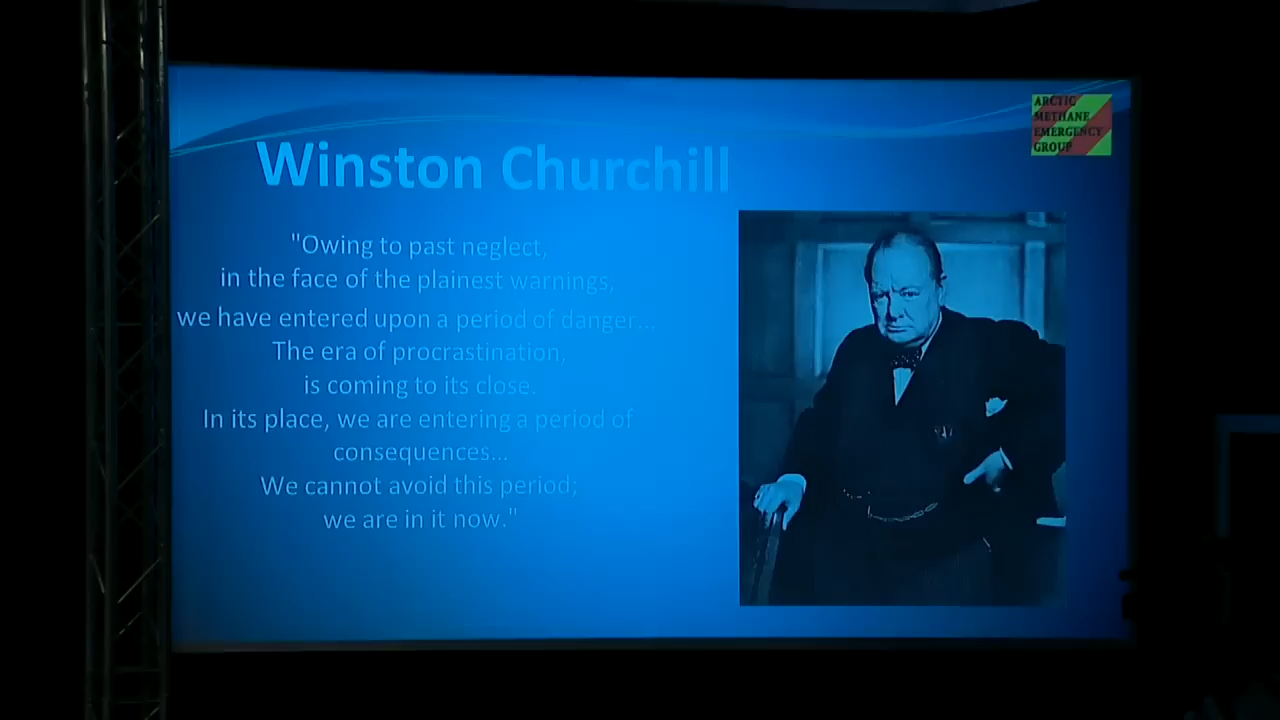 ARCTIC
METHANE
EMERGENCY
GROUP
Winston Churchill
"Owing to past neglect,
in the face of the plainest warnings,
we have entered upon a period of danger...
The era of procrastination,
is coming to its close.
In its place, we are entering a period of
consequences...
We cannot avoid this period;
we are in it now."